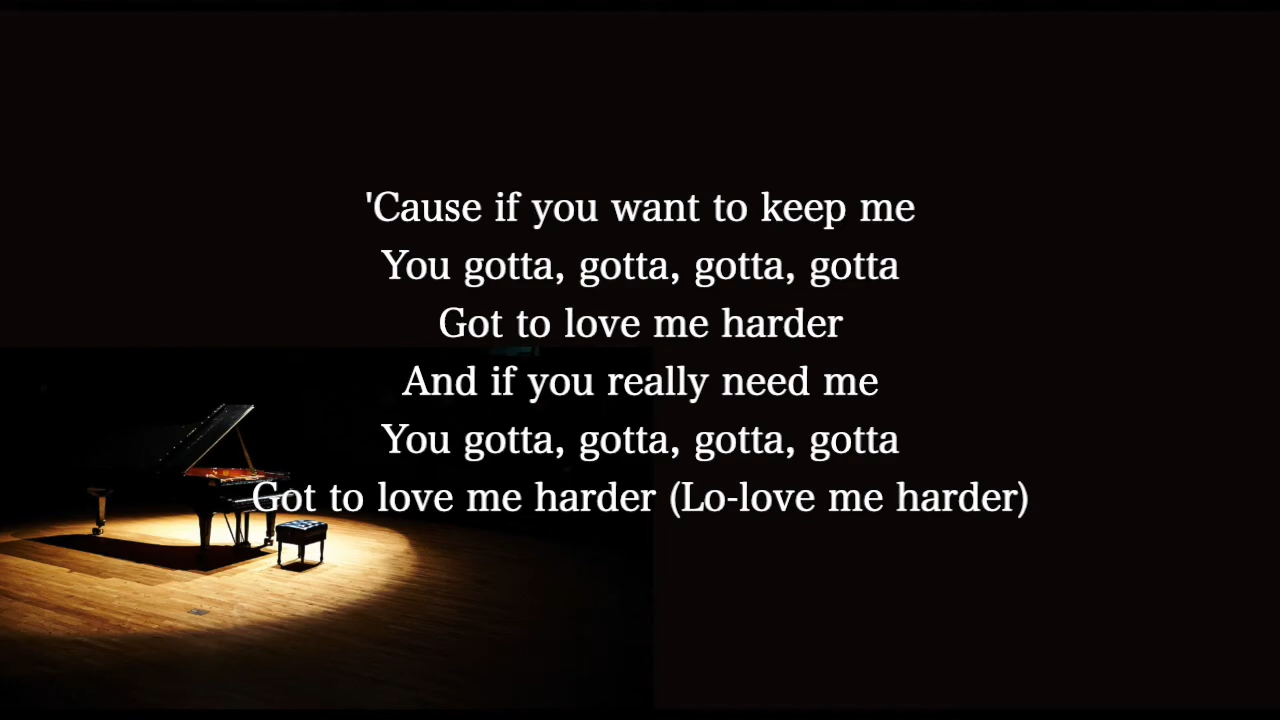 'Cause if you want to keep me
You gotta, gotta, gotta, gotta
Got to love me harder
And if you really need me
You gotta, gotta, gotta, gotta
Got to love me harder (Lo-love me harder)